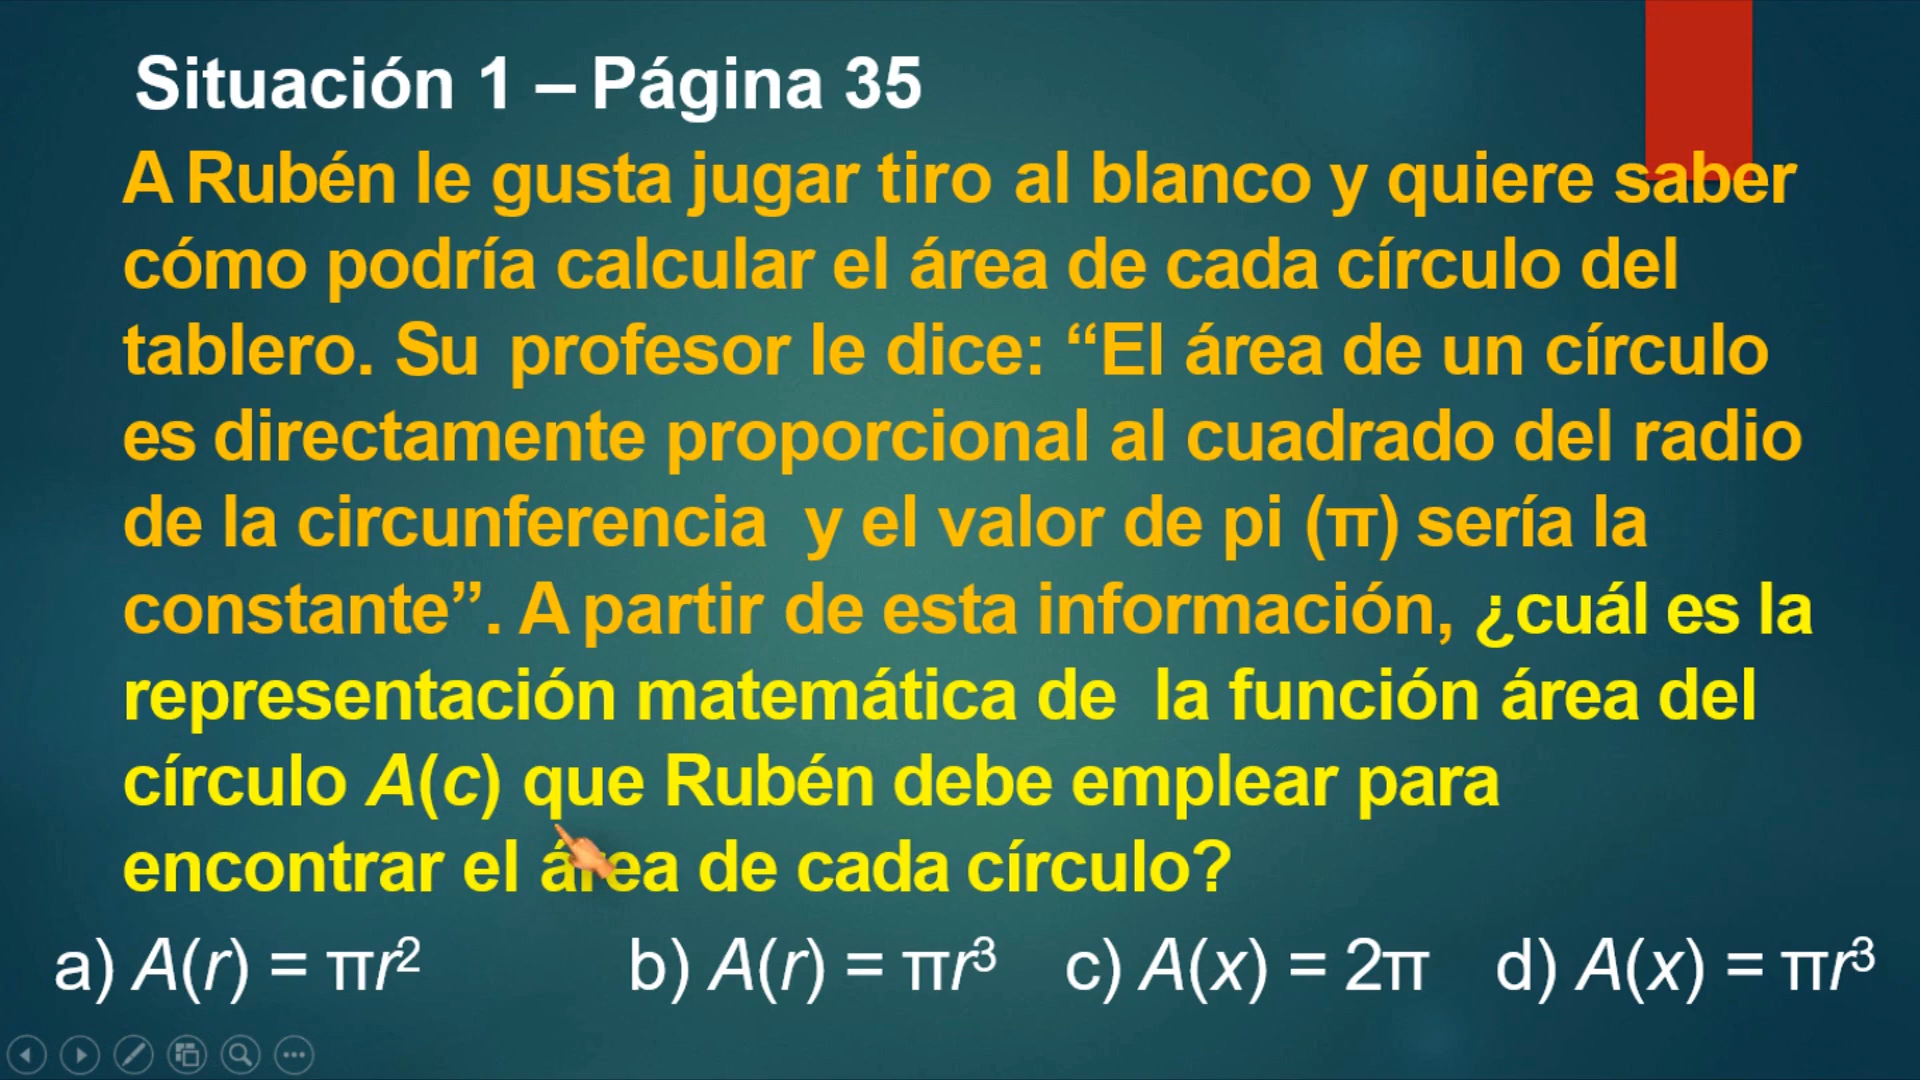 Situación 1 – Página 35
A Rubén le gusta jugar tiro al blanco y quiere saber
cómo podría calcular el área de cada círculo del
tablero. Su profesor le dice: “El área de un círculo
es directamente proporcional al cuadrado del radio
de la circunferencia y el valor de pi (π) sería la
constante”. A partir de esta información, ¿cuál es la
representación matemática de la función área del
círculo A(c) que Rubén debe emplear para
encontrar el área de cada círculo?
a) A(r) = πr² b) A(r) = πr³ c) A(x) = 2π d) A(x) = πr³